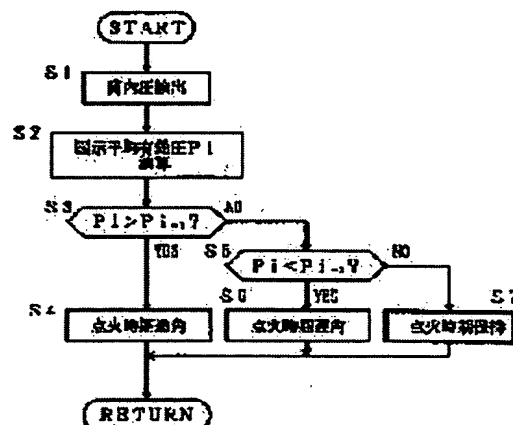 START
S1
筒内圧検出
S2
図示平均有効圧Pi
演算
S3
Pi>Pi-1?
NO
YES
S5
Pi<Pi-1?
NO
YES
S4
点火時期進角
S6
点火時期遅角
S7
点火時期保持
RETURN